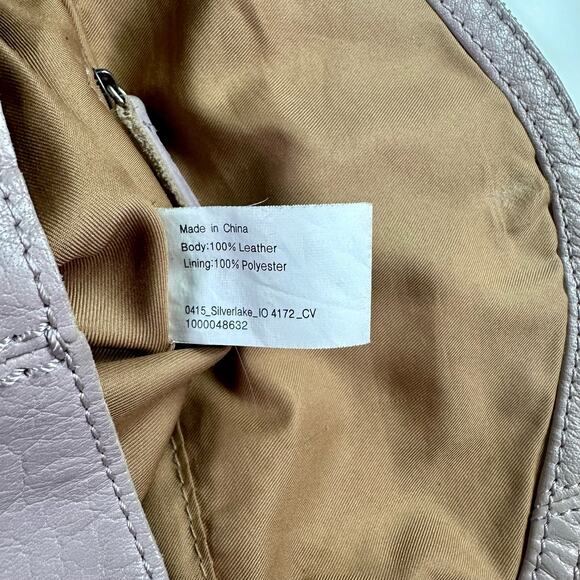 Made in China
Body:100% Leather
Lining:100% Polyester
0415_Silverlake_IO 4172_CV
1000048632